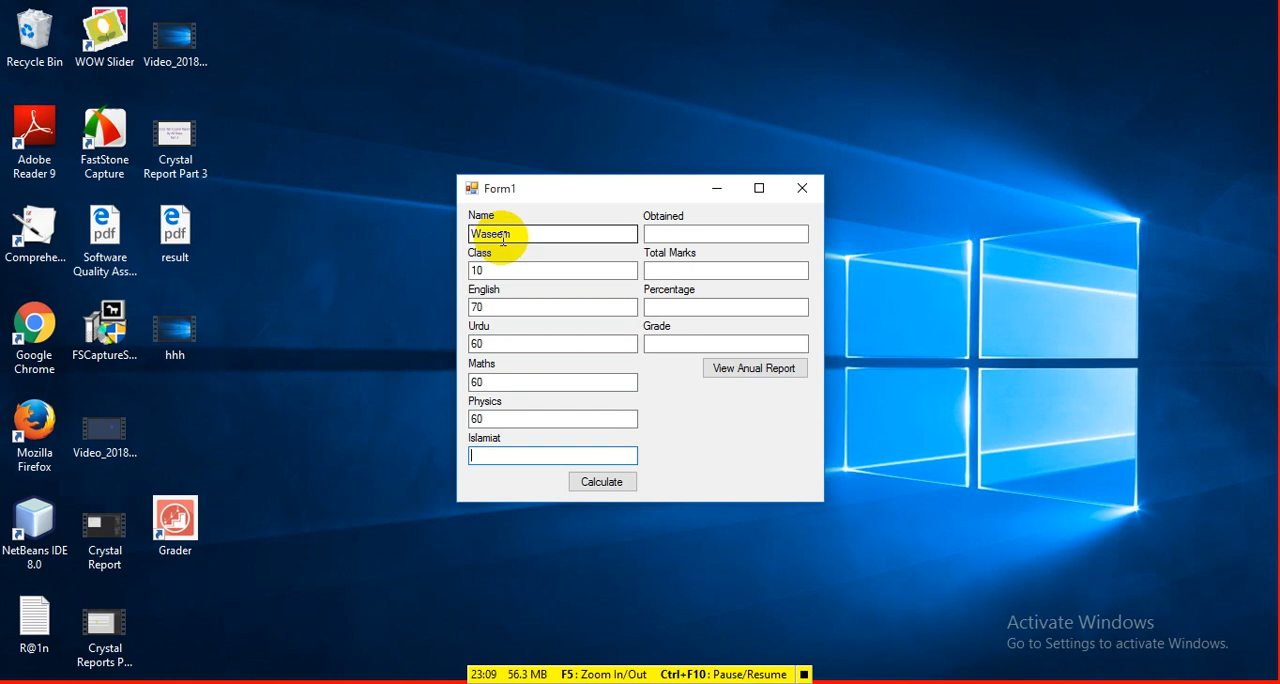 Recycle Bin
WOW Slider
Video_2018...
Adobe
Reader 9
FastStone
Capture
Crystal
Report Part 3
Comprehe...
pdf
Software
Quality Ass...
pdf
result
Google
Chrome
FSCaptureS...
hhh
Mozilla
Firefox
Video_2018...
NetBeans IDE
8.0
Crystal
Report
Grader
R@1n
Crystal
Reports P...
Form1
Name
Waseem
Class
10
English
70
Urdu
60
Maths
60
Physics
60
Islamiat
Calculate
Obtained
Total Marks
Percentage
Grade
View Anual Report
Activate Windows
Go to Settings to activate Windows.
23:09 56.3 MB F5: Zoom In/Out Ctrl+F10: Pause/Resume